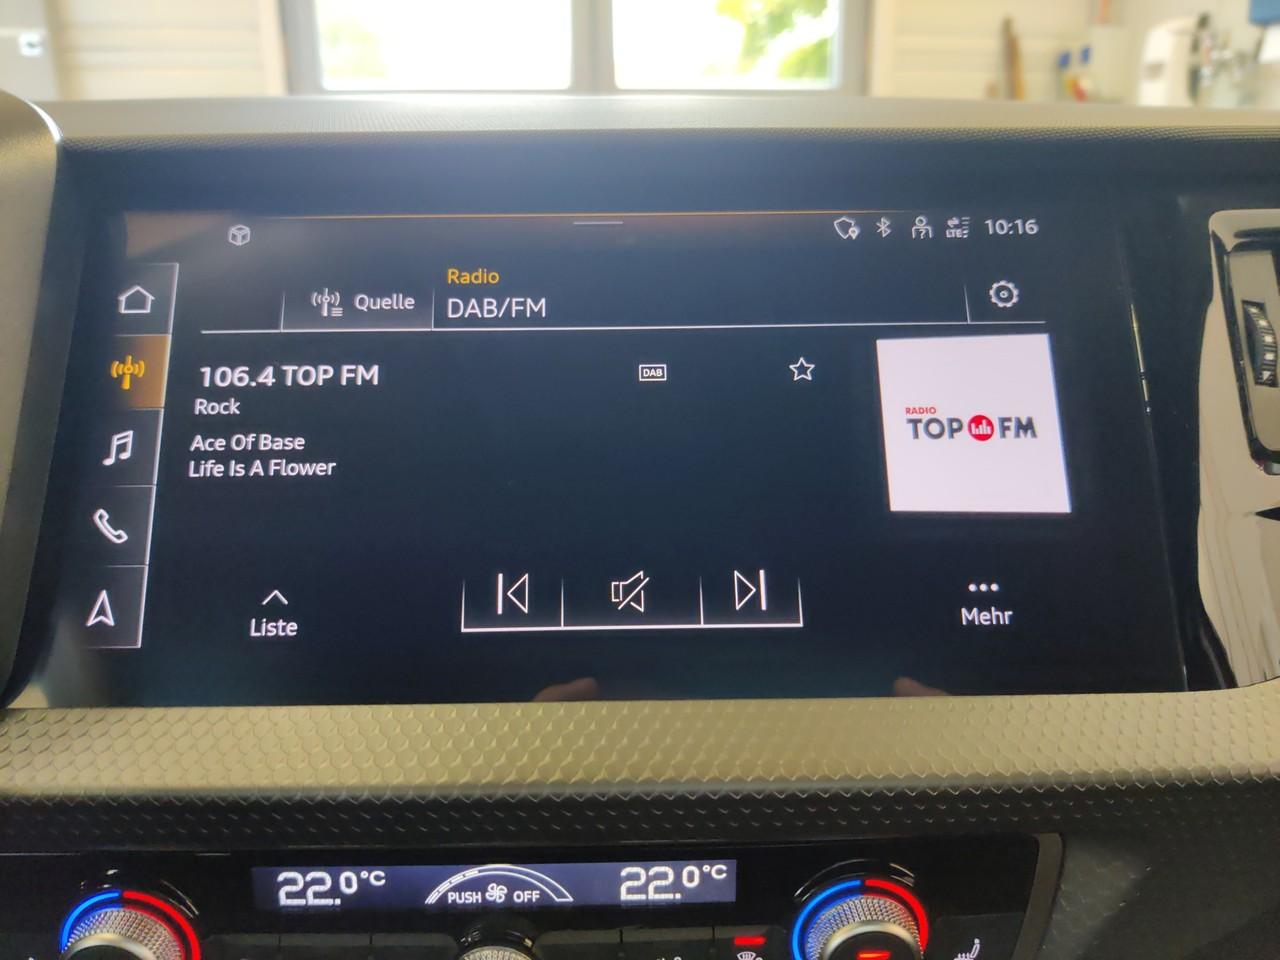 LTE
10:16
Quelle
Radio
DAB/FM
106.4 TOP FM
DAB
Rock
Ace Of Base
Life Is A Flower
RADIO
TOP FM
Liste
Mehr
22.0°C
PUSH OFF
22.0°C